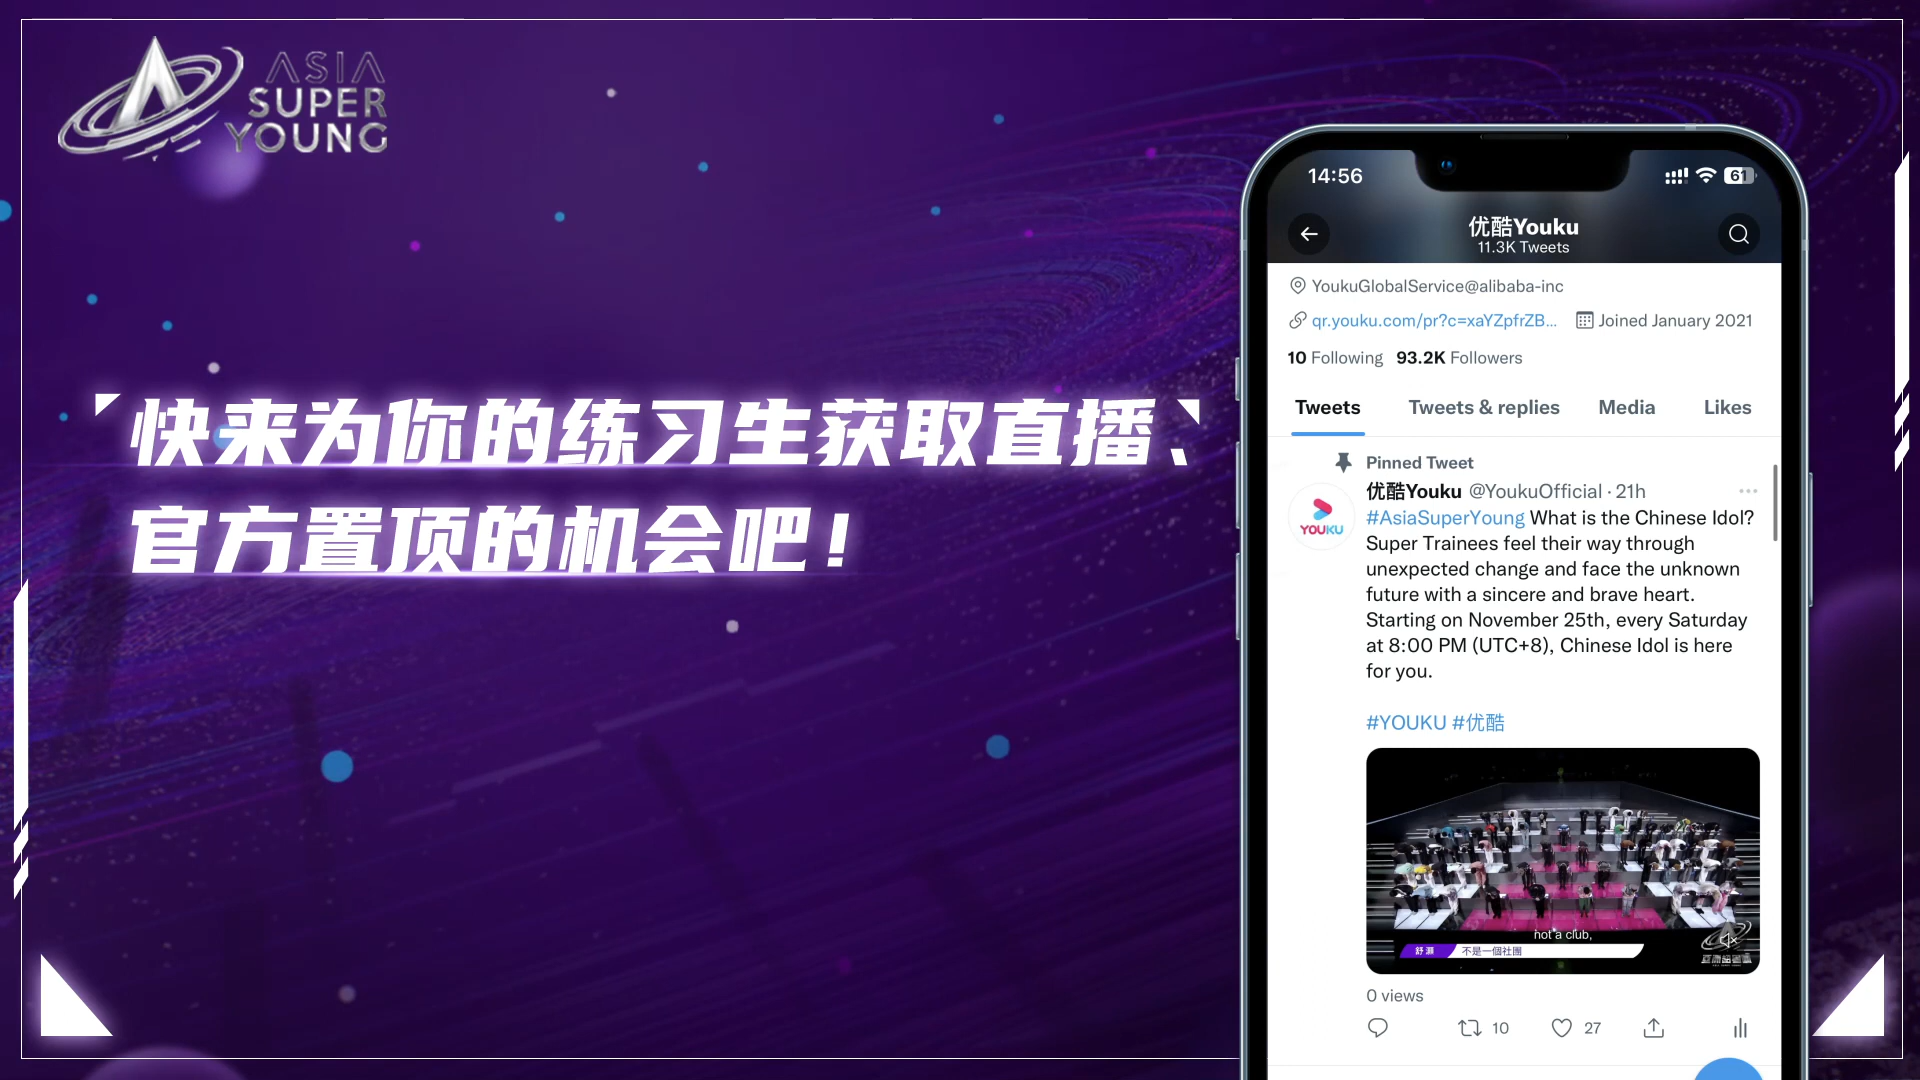 ASIA
SUPER
YOUNG
快来为你的练习生获取直播、
官方置顶的机会吧！
14:56
61
优酷Youku
11.3K Tweets
YoukuGlobalService@alibaba-inc
qr.youku.com/pr?c=xaYZpfrZB...
Joined January 2021
10 Following 93.2K Followers
Tweets Tweets & replies Media Likes
Pinned Tweet
优酷Youku @YoukuOfficial · 21h
#AsiaSuperYoung What is the Chinese Idol?
Super Trainees feel their way through
unexpected change and face the unknown
future with a sincere and brave heart.
Starting on November 25th, every Saturday
at 8:00 PM (UTC+8), Chinese Idol is here
for you.
#YOUKU #优酷
YOUKU
not a club,
不是一個社團
0 views
10 27